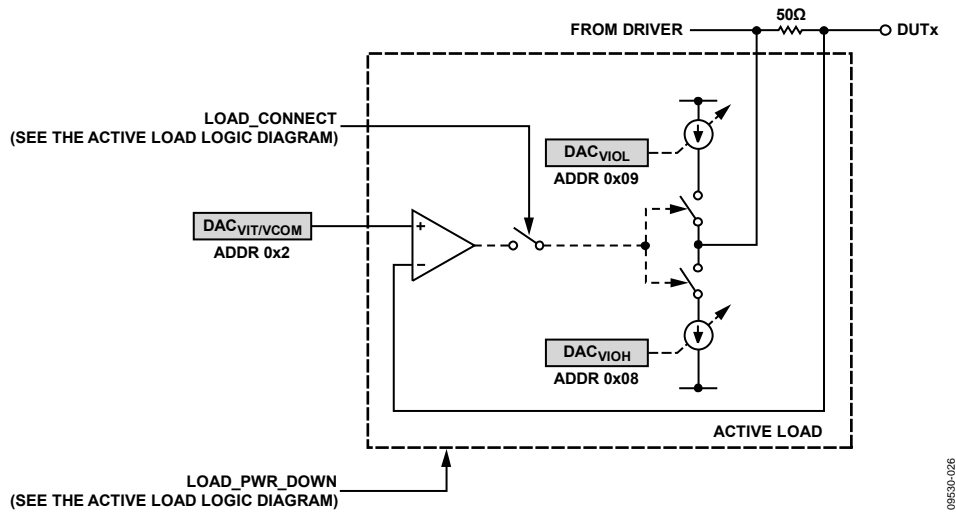 50Ω
FROM DRIVER
DUTx
LOAD_CONNECT
(SEE THE ACTIVE LOAD LOGIC DIAGRAM)
DACVIOL
ADDR 0x09
DACVIT/VCOM
ADDR 0x2
+
–
DACVIOH
ADDR 0x08
ACTIVE LOAD
LOAD_PWR_DOWN
(SEE THE ACTIVE LOAD LOGIC DIAGRAM)
09530-026